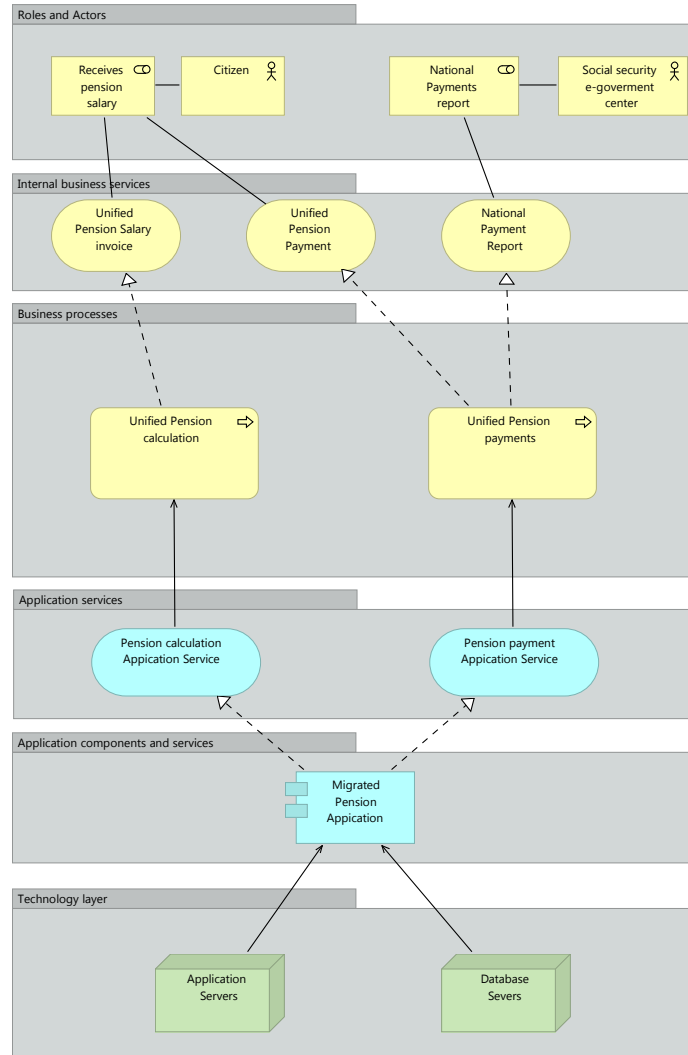 Roles and Actors
Receives
pension
salary
Citizen
National
Payments
report
Social security
e-goverment
center
Internal business services
Unified
Pension Salary
invoice
Unified
Pension
Payment
National
Payment
Report
Business processes
Unified Pension
calculation
Unified Pension
payments
Application services
Pension calculation
Appication Service
Pension payment
Appication Service
Application components and services
Migrated
Pension
Appication
Technology layer
Application
Servers
Database
Severs